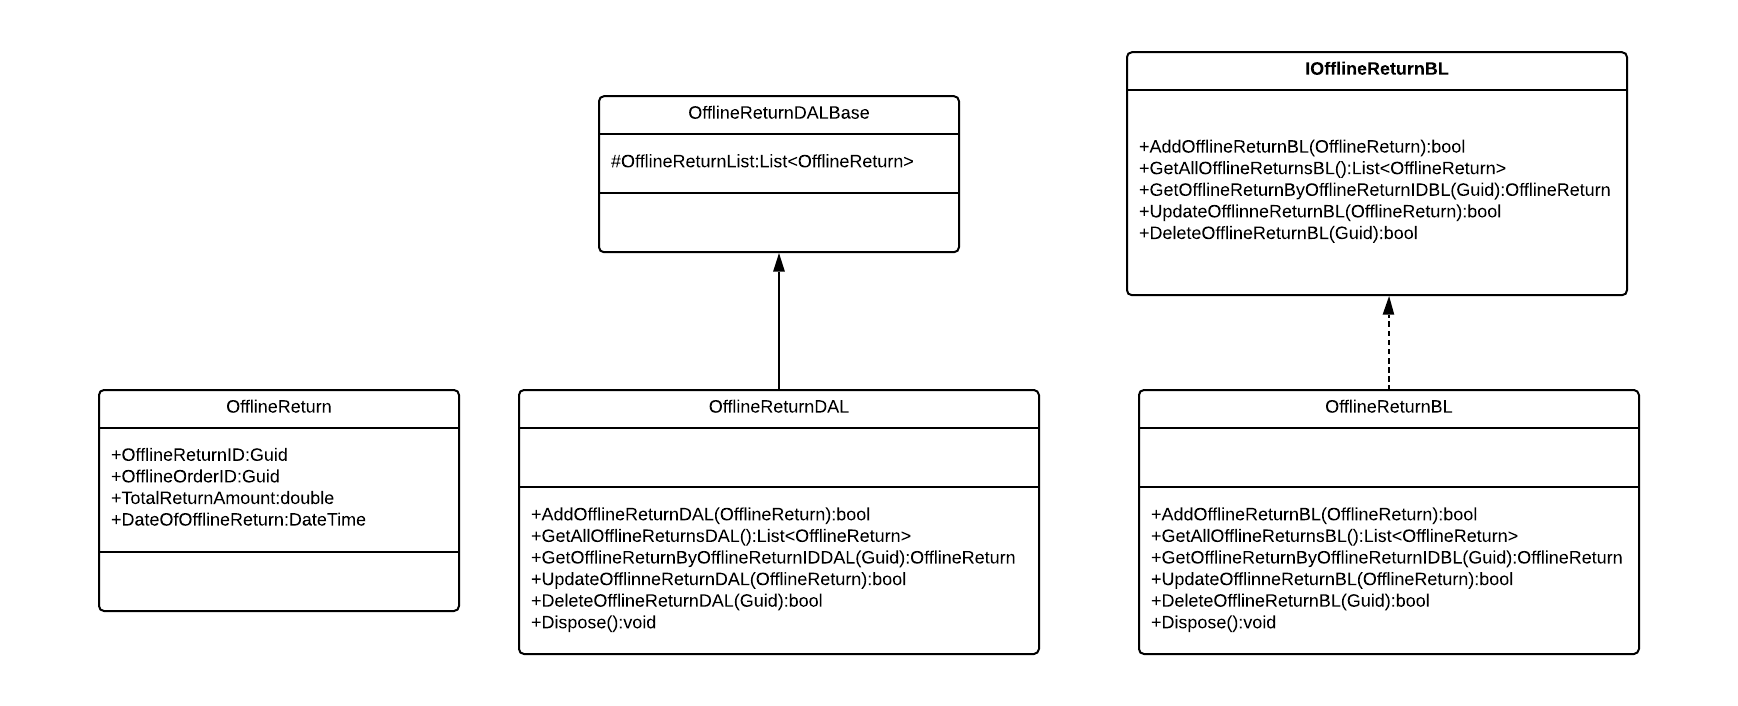 IOfflineReturnBL
+AddOfflineReturnBL(OfflineReturn):bool
+GetAllOfflineReturnsBL():List<OfflineReturn>
+GetOfflineReturnByOfflineReturnIDBL(Guid):OfflineReturn
+UpdateOfflinneReturnBL(OfflineReturn):bool
+DeleteOfflineReturnBL(Guid):bool
OfflineReturnDALBase
#OfflineReturnList:List<OfflineReturn>
OfflineReturn
+OfflineReturnID:Guid
+OfflineOrderID:Guid
+TotalReturnAmount:double
+DateOfOfflineReturn:DateTime
OfflineReturnDAL
+AddOfflineReturnDAL(OfflineReturn):bool
+GetAllOfflineReturnsDAL():List<OfflineReturn>
+GetOfflineReturnByOfflineReturnIDDAL(Guid):OfflineReturn
+UpdateOfflinneReturnDAL(OfflineReturn):bool
+DeleteOfflineReturnDAL(Guid):bool
+Dispose():void
OfflineReturnBL
+AddOfflineReturnBL(OfflineReturn):bool
+GetAllOfflineReturnsBL():List<OfflineReturn>
+GetOfflineReturnByOfflineReturnIDBL(Guid):OfflineReturn
+UpdateOfflinneReturnBL(OfflineReturn):bool
+DeleteOfflineReturnBL(Guid):bool
+Dispose():void